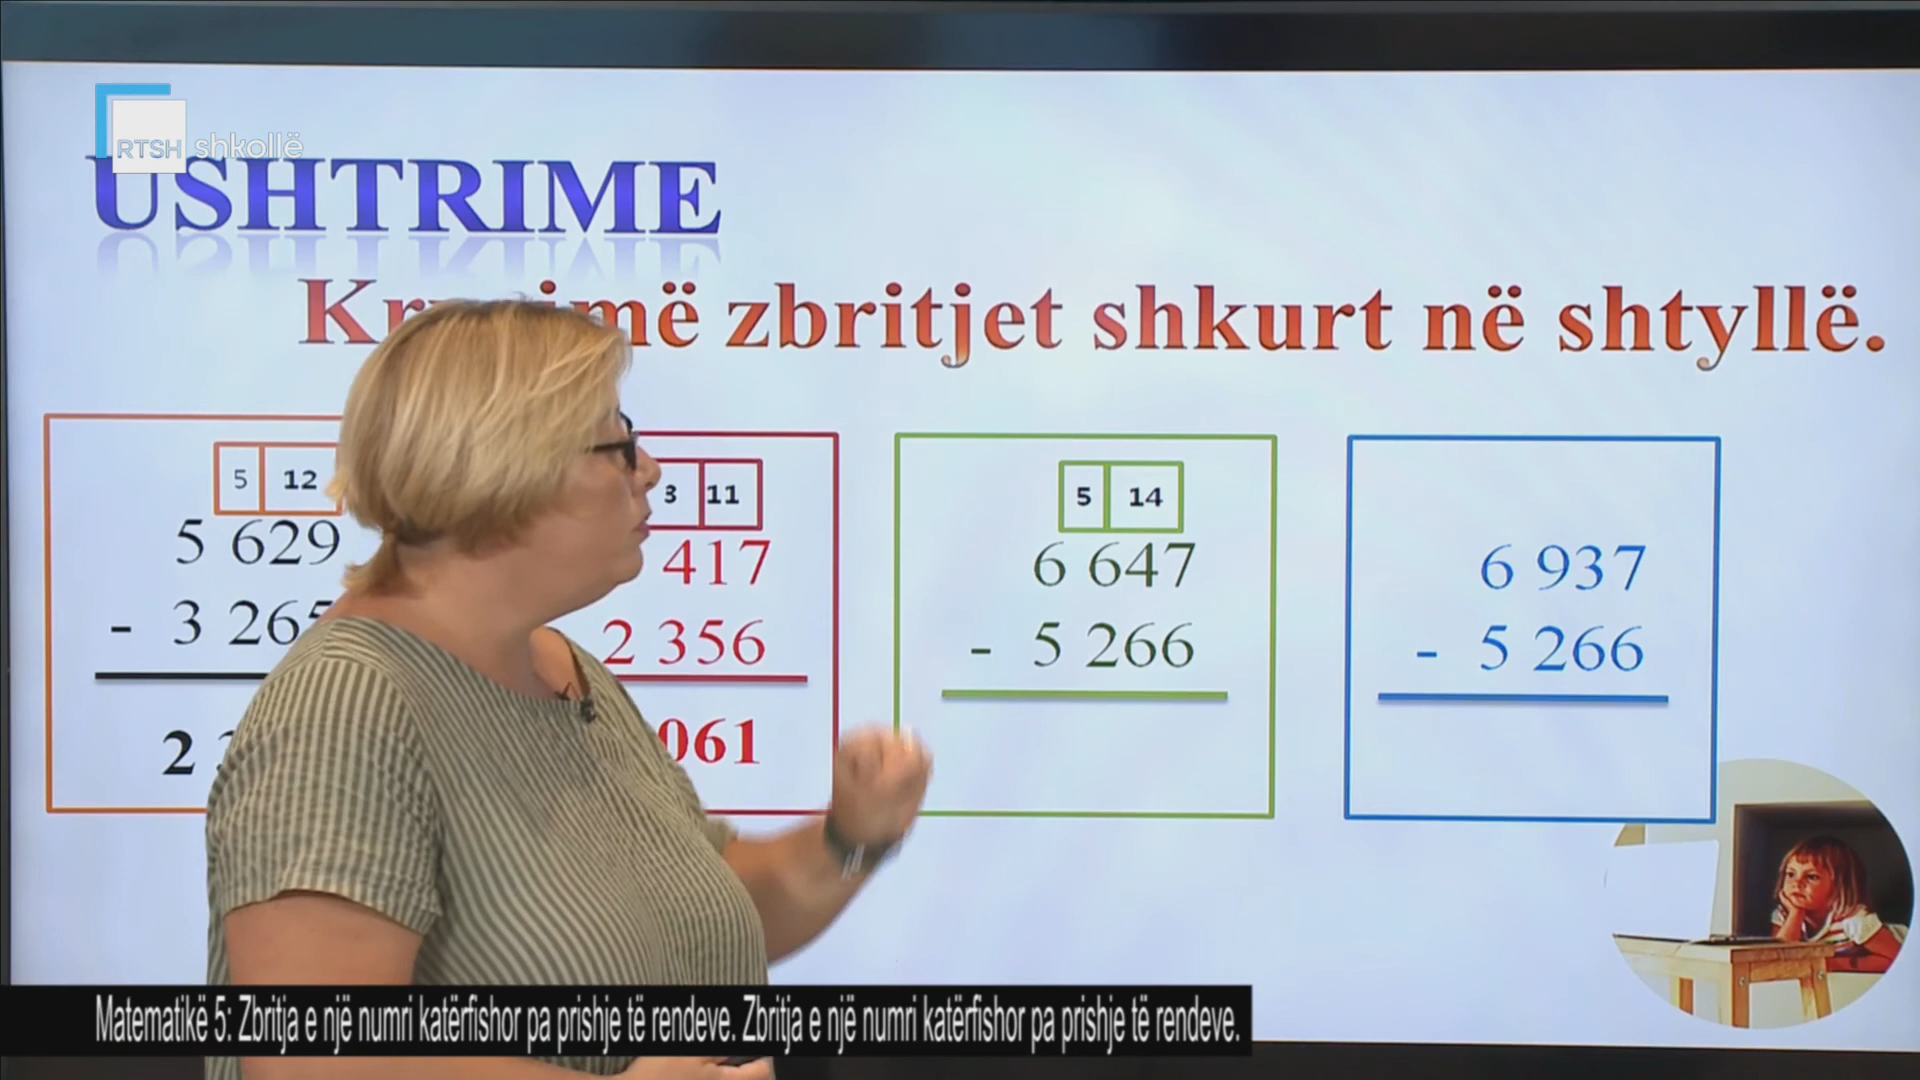 RTSH shkollë
USHTRIME
zbritjet shkurt në shtyllë.
5 12
5 629
- 3 265
2
3 11
417
2 356
061
5 14
6 647
- 5 266
6 937
- 5 266
Matematikë 5: Zbritja e një numri katërfishor pa prishje të rendeve. Zbritja e një numri katërfishor pa prishje të rendeve.